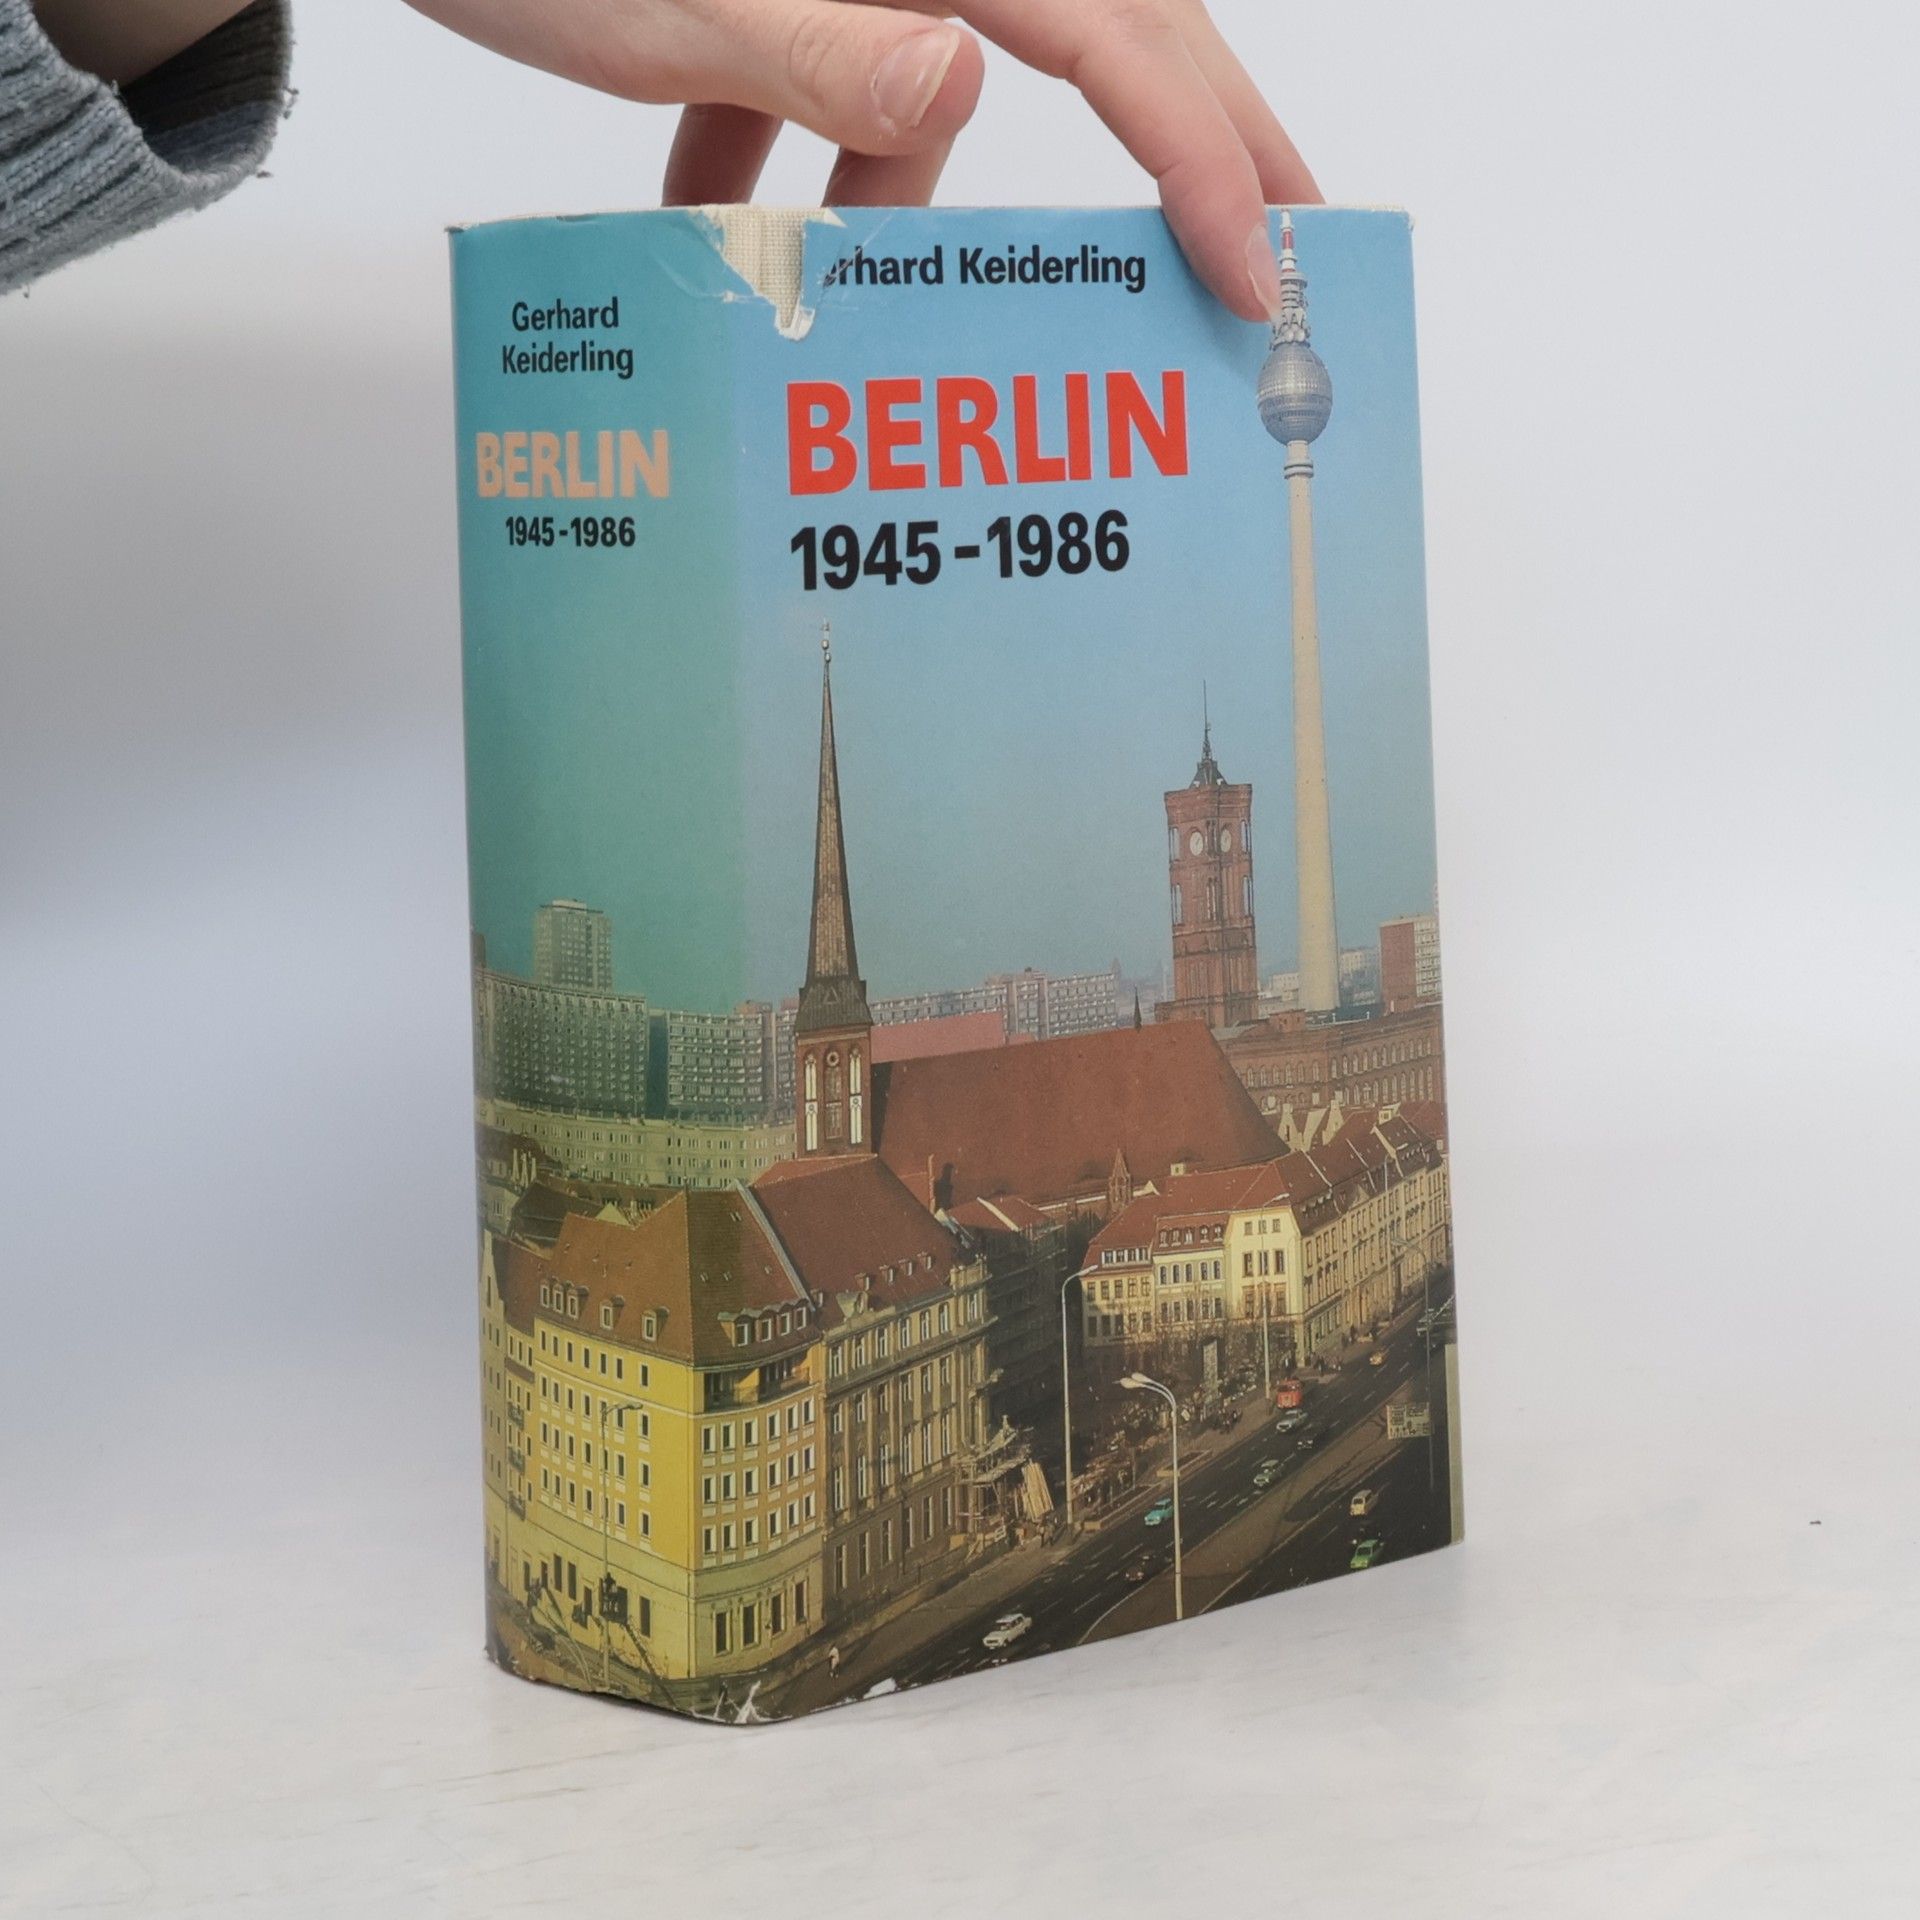 Gerhard
Keiderling
BERLIN
1945-1986
erhard Keiderling
BERLIN
1945-1986